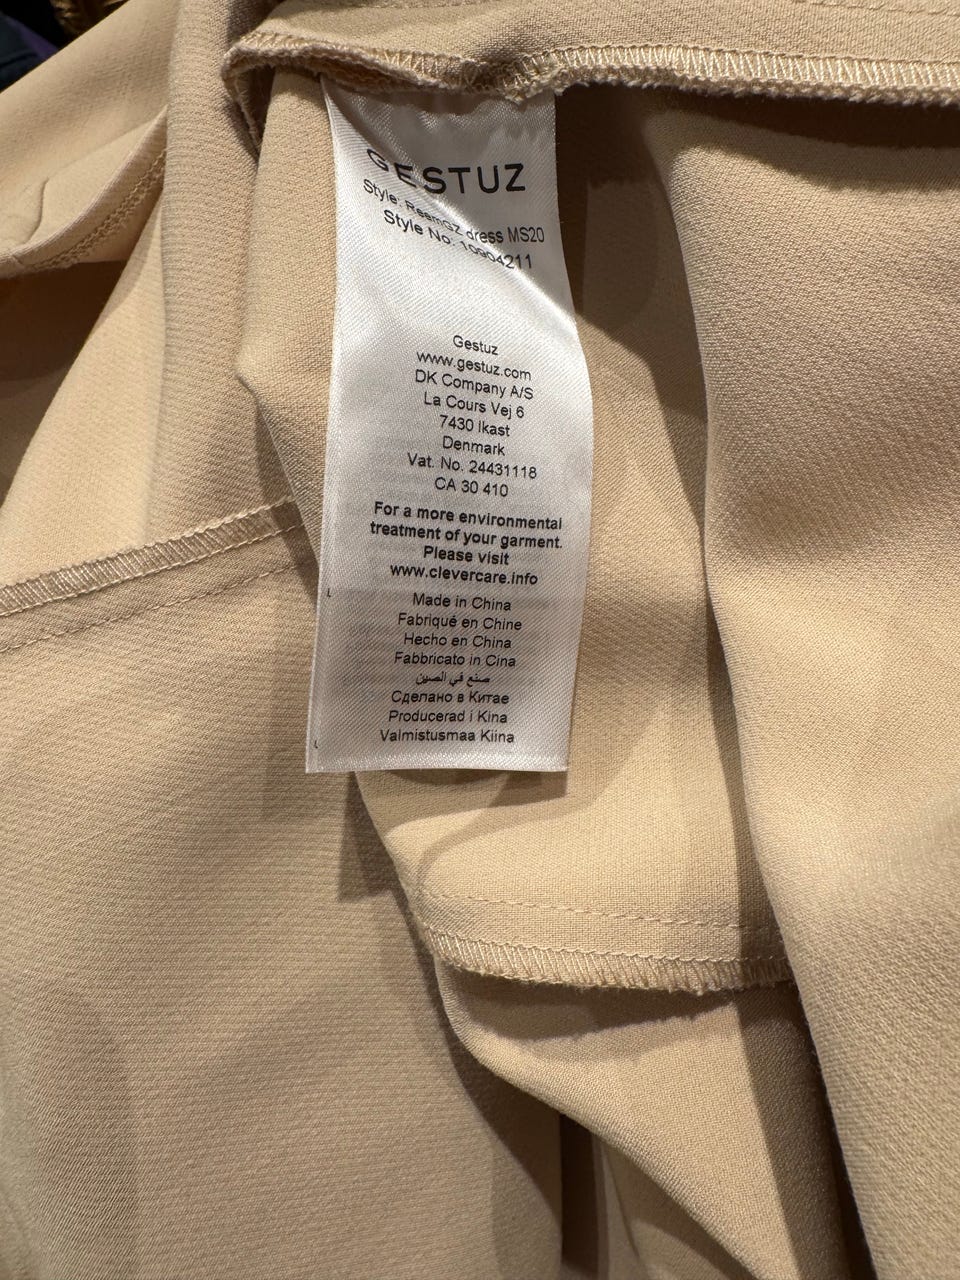 GESTUZ
Style: ReemGZ dress MS20
Style No: 10904211
Gestuz
www.gestuz.com
DK Company A/S
La Cours Vej 6
7430 Ikast
Denmark
Vat. No. 24431118
CA 30 410
For a more environmental
treatment of your garment.
Please visit
www.clevercare.info
Made in China
Fabriqué en Chine
Hecho en China
Fabbricato in Cina
صنع في الصين
Сделано в Китае
Producerad i Kina
Valmistusmaa Kiina